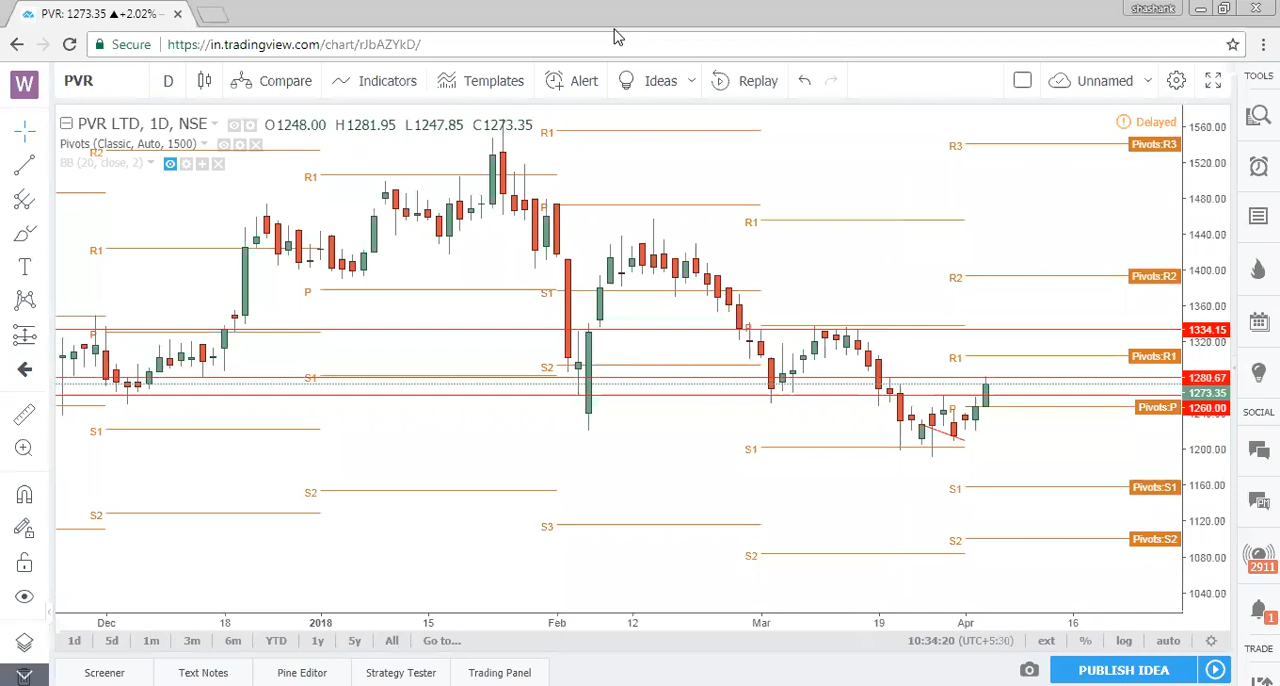 PVR: 1273.35 ▲+2.02% –
shashank
Secure https://in.tradingview.com/chart/rJbAZYkD/
W PVR D Compare Indicators Templates Alert Ideas Replay Unnamed TOOLS
PVR LTD, 1D, NSE O1248.00 H1281.95 L1247.85 C1273.35
Delayed
Pivots (Classic, Auto, 1500)
BB (20, close, 2)
1560.00
1520.00
1480.00
1440.00
1400.00
1360.00
1334.15
1320.00
1280.67
1273.35
1260.00
1200.00
1160.00
1120.00
1080.00
1040.00
R2
R1
P
S1
S2
R1
P
S1
S2
R1
P
S1
S2
S3
R1
P
S1
S2
R3
R2
R1
P
S1
S2
Pivots:R3
Pivots:R2
Pivots:R1
Pivots:P
Pivots:S1
Pivots:S2
SOCIAL
2911
1
TRADE
Dec 18 2018 15 Feb 12 Mar 19 Apr 16
1d 5d 1m 3m 6m YTD 1y 5y All Go to... 10:34:20 (UTC+5:30) ext % log auto
Screener Text Notes Pine Editor Strategy Tester Trading Panel PUBLISH IDEA